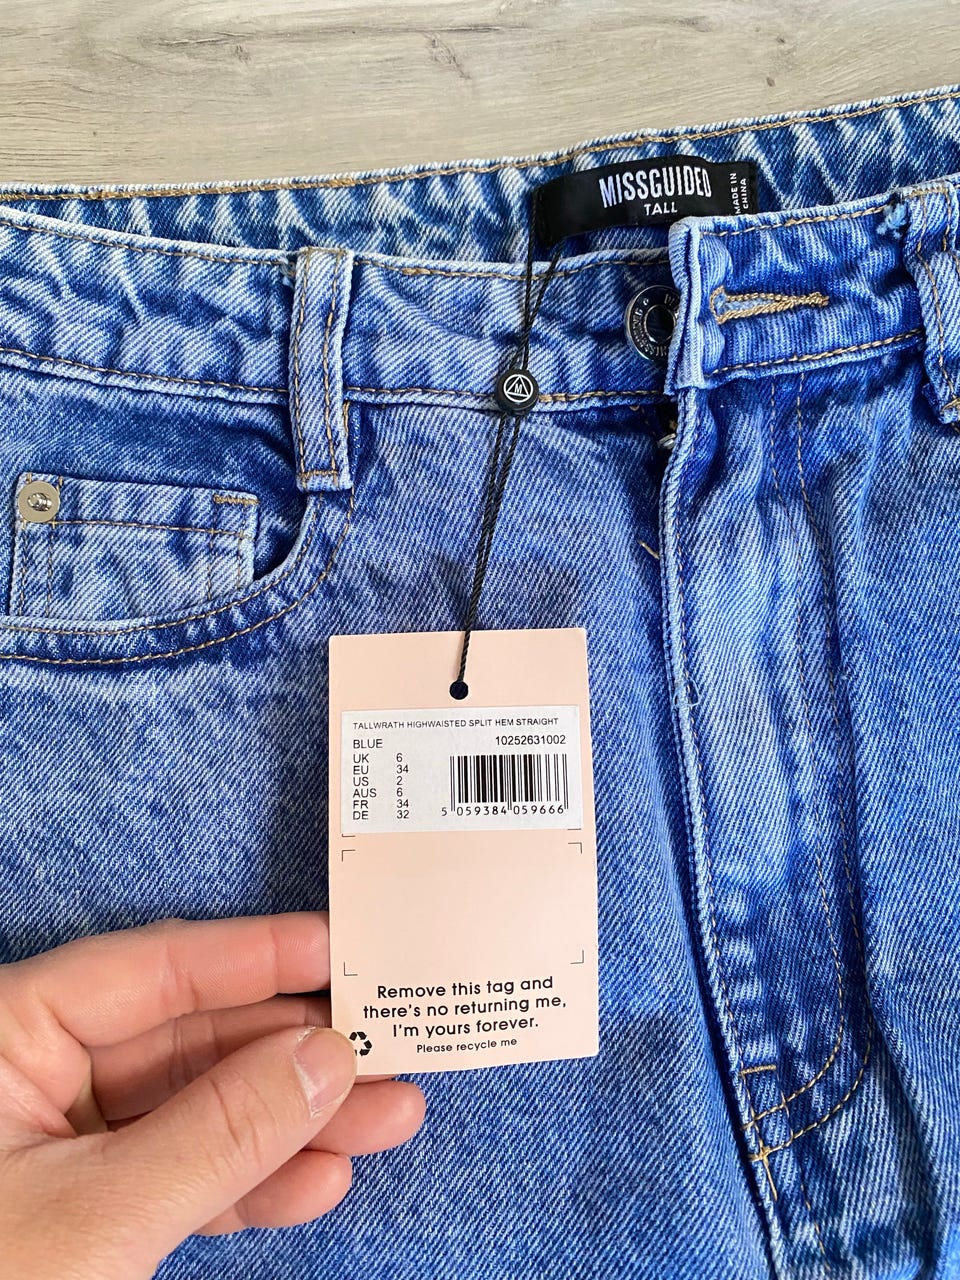 MISSGUIDED
TALL
MADE IN
CHINA
TALLWRATH HIGHWAISTED SPLIT HEM STRAIGHT
BLUE 10252631002
UK 6
EU 34
US 2
AUS 6
FR 34
DE 32
5 059384 059666
Remove this tag and
there's no returning me,
I'm yours forever.
Please recycle me